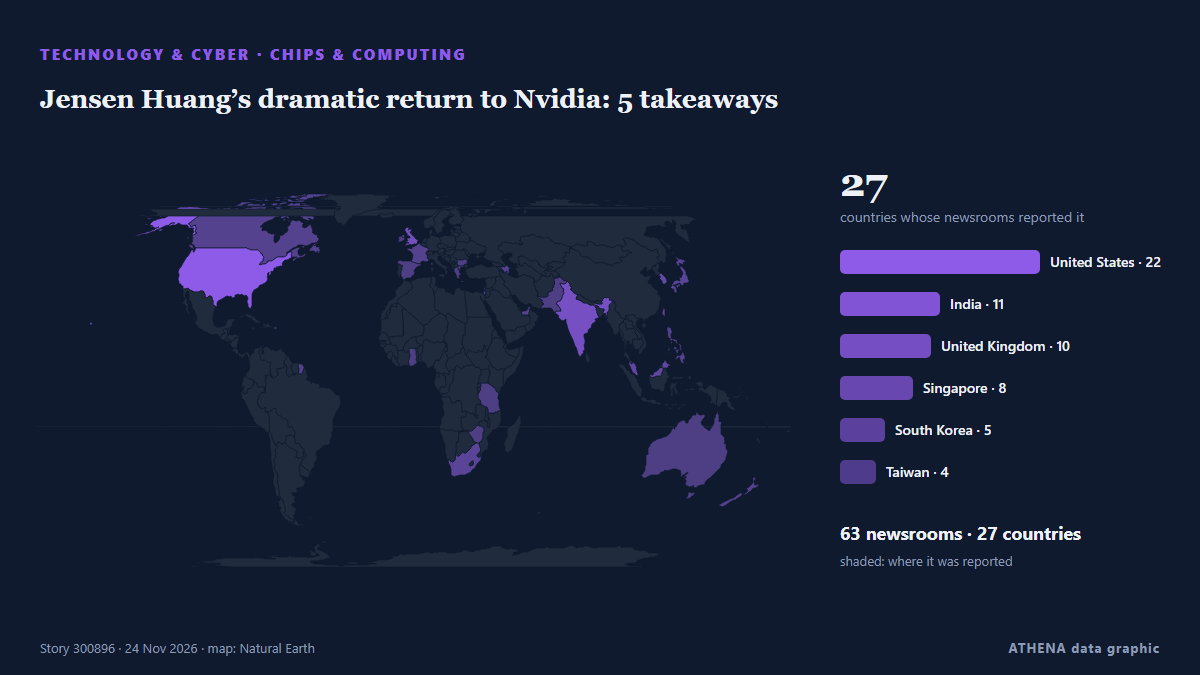 TECHNOLOGY & CYBER · CHIPS & COMPUTING
Jensen Huang’s dramatic return to Nvidia: 5 takeaways
27
countries whose newsrooms reported it
United States · 22
India · 11
United Kingdom · 10
Singapore · 8
South Korea · 5
Taiwan · 4
63 newsrooms · 27 countries
shaded: where it was reported
Story 300896 · 24 Nov 2026 · map: Natural Earth
ATHENA data graphic